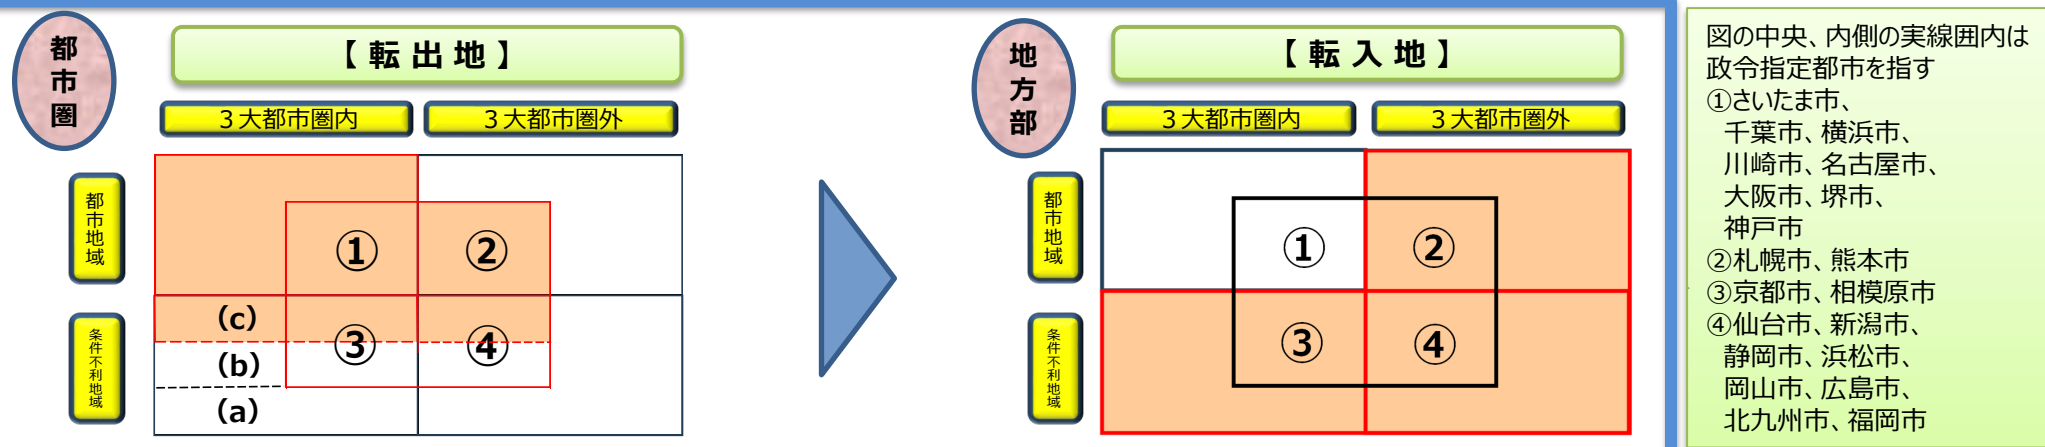 都市圏
【 転 出 地 】
３大都市圏内
３大都市圏外
都市地域
条件不利地域
①
②
(c)
③
④
(b)
(a)
地方部
【 転 入 地 】
３大都市圏内
３大都市圏外
都市地域
条件不利地域
①
②
③
④
図の中央、内側の実線囲内は
政令指定都市を指す
①さいたま市、
千葉市、横浜市、
川崎市、名古屋市、
大阪市、堺市、
神戸市
②札幌市、熊本市
③京都市、相模原市
④仙台市、新潟市、
静岡市、浜松市、
岡山市、広島市、
北九州市、福岡市